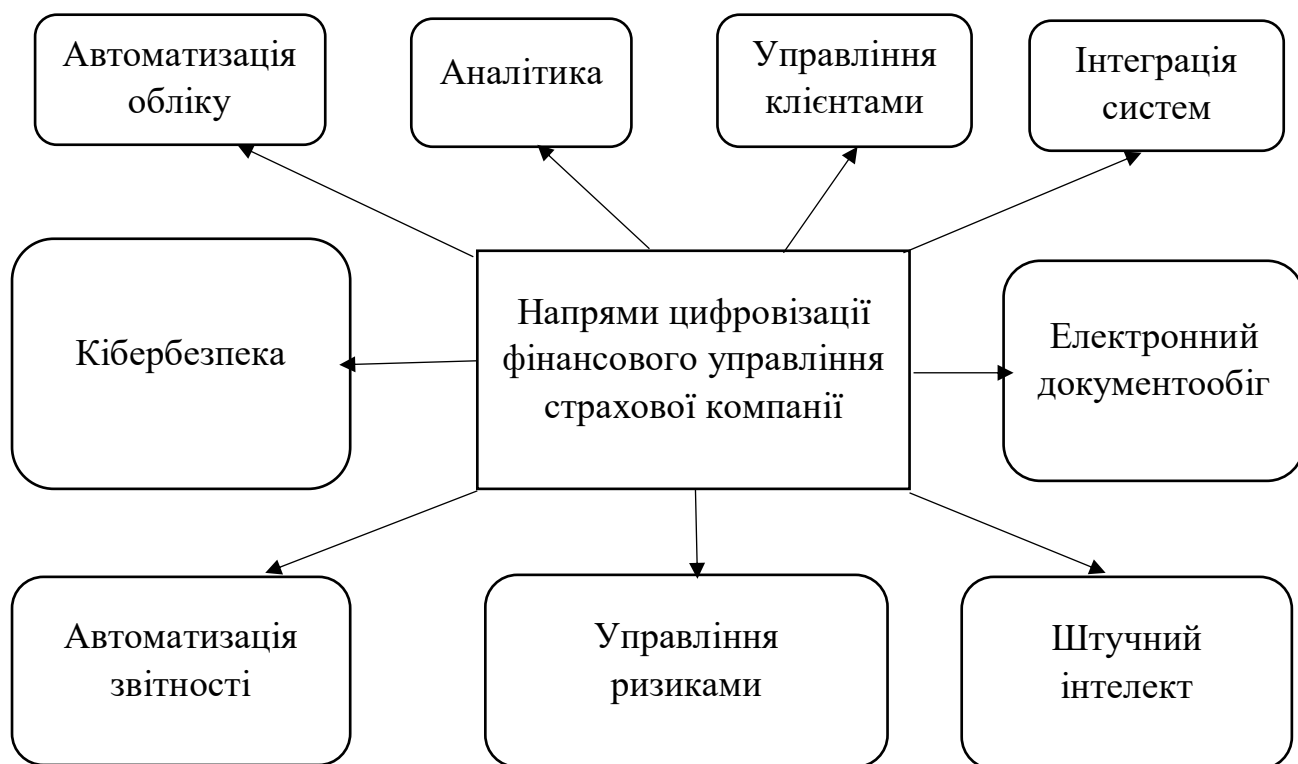 Автоматизація
обліку
Аналітика
Управління
клієнтами
Інтеграція
систем
Кібербезпека
Напрями цифровізації
фінансового управління
страхової компанії
Електронний
документообіг
Автоматизація
звітності
Управління
ризиками
Штучний
інтелект